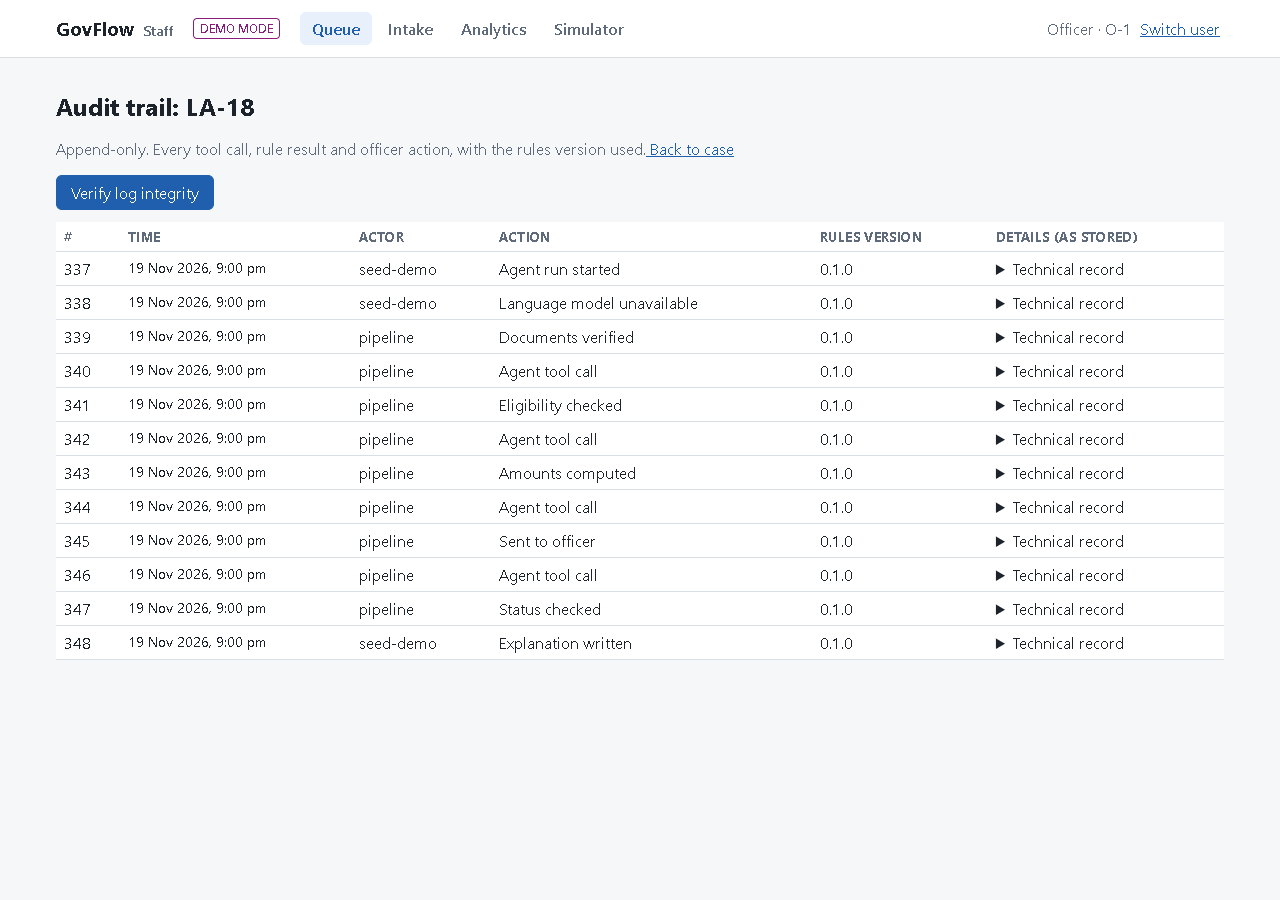 GovFlow Staff DEMO MODE Queue Intake Analytics Simulator Officer · O-1 Switch user
Audit trail: LA-18
Append-only. Every tool call, rule result and officer action, with the rules version used. Back to case
Verify log integrity
# TIME ACTOR ACTION RULES VERSION DETAILS (AS STORED)
337 19 Nov 2026, 9:00 pm seed-demo Agent run started 0.1.0 ▶ Technical record
338 19 Nov 2026, 9:00 pm seed-demo Language model unavailable 0.1.0 ▶ Technical record
339 19 Nov 2026, 9:00 pm pipeline Documents verified 0.1.0 ▶ Technical record
340 19 Nov 2026, 9:00 pm pipeline Agent tool call 0.1.0 ▶ Technical record
341 19 Nov 2026, 9:00 pm pipeline Eligibility checked 0.1.0 ▶ Technical record
342 19 Nov 2026, 9:00 pm pipeline Agent tool call 0.1.0 ▶ Technical record
343 19 Nov 2026, 9:00 pm pipeline Amounts computed 0.1.0 ▶ Technical record
344 19 Nov 2026, 9:00 pm pipeline Agent tool call 0.1.0 ▶ Technical record
345 19 Nov 2026, 9:00 pm pipeline Sent to officer 0.1.0 ▶ Technical record
346 19 Nov 2026, 9:00 pm pipeline Agent tool call 0.1.0 ▶ Technical record
347 19 Nov 2026, 9:00 pm pipeline Status checked 0.1.0 ▶ Technical record
348 19 Nov 2026, 9:00 pm seed-demo Explanation written 0.1.0 ▶ Technical record